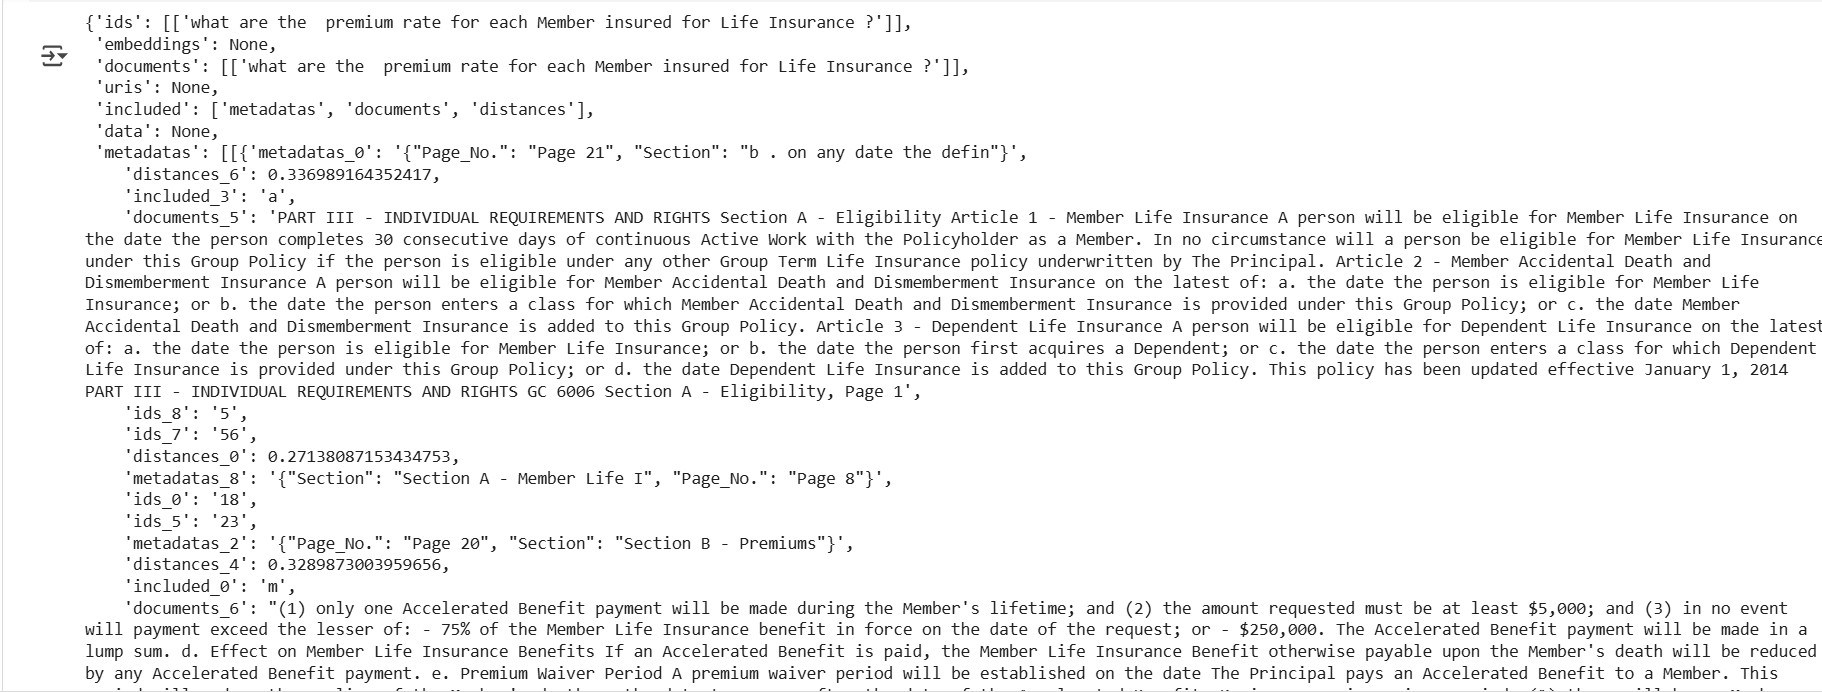 {'ids': [['what are the  premium rate for each Member insured for Life Insurance ?']],
'embeddings': None,
'documents': [['what are the  premium rate for each Member insured for Life Insurance ?']],
'uris': None,
'included': ['metadatas', 'documents', 'distances'],
'data': None,
'metadatas': [[{'metadatas_0': '{"Page_No.": "Page 21", "Section": "b . on any date the defin"}',
'distances_6': 0.336989164352417,
'included_3': 'a',
'documents_5': 'PART III - INDIVIDUAL REQUIREMENTS AND RIGHTS Section A - Eligibility Article 1 - Member Life Insurance A person will be eligible for Member Life Insurance on
the date the person completes 30 consecutive days of continuous Active Work with the Policyholder as a Member. In no circumstance will a person be eligible for Member Life Insurance
under this Group Policy if the person is eligible under any other Group Term Life Insurance policy underwritten by The Principal. Article 2 - Member Accidental Death and
Dismemberment Insurance A person will be eligible for Member Accidental Death and Dismemberment Insurance on the latest of: a. the date the person is eligible for Member Life
Insurance; or b. the date the person enters a class for which Member Accidental Death and Dismemberment Insurance is provided under this Group Policy; or c. the date Member
Accidental Death and Dismemberment Insurance is added to this Group Policy. Article 3 - Dependent Life Insurance A person will be eligible for Dependent Life Insurance on the latest
of: a. the date the person is eligible for Member Life Insurance; or b. the date the person first acquires a Dependent; or c. the date the person enters a class for which Dependent
Life Insurance is provided under this Group Policy; or d. the date Dependent Life Insurance is added to this Group Policy. This policy has been updated effective January 1, 2014
PART III - INDIVIDUAL REQUIREMENTS AND RIGHTS GC 6006 Section A - Eligibility, Page 1',
'ids_8': '5',
'ids_7': '56',
'distances_0': 0.27138087153434753,
'metadatas_8': '{"Section": "Section A - Member Life I", "Page_No.": "Page 8"}',
'ids_0': '18',
'ids_5': '23',
'metadatas_2': '{"Page_No.": "Page 20", "Section": "Section B - Premiums"}',
'distances_4': 0.3289873003959656,
'included_0': 'm',
'documents_6': "(1) only one Accelerated Benefit payment will be made during the Member's lifetime; and (2) the amount requested must be at least $5,000; and (3) in no event
will payment exceed the lesser of: - 75% of the Member Life Insurance benefit in force on the date of the request; or - $250,000. The Accelerated Benefit payment will be made in a
lump sum. d. Effect on Member Life Insurance Benefits If an Accelerated Benefit is paid, the Member Life Insurance Benefit otherwise payable upon the Member's death will be reduced
by any Accelerated Benefit payment. e. Premium Waiver Period A premium waiver period will be established on the date The Principal pays an Accelerated Benefit to a Member. This